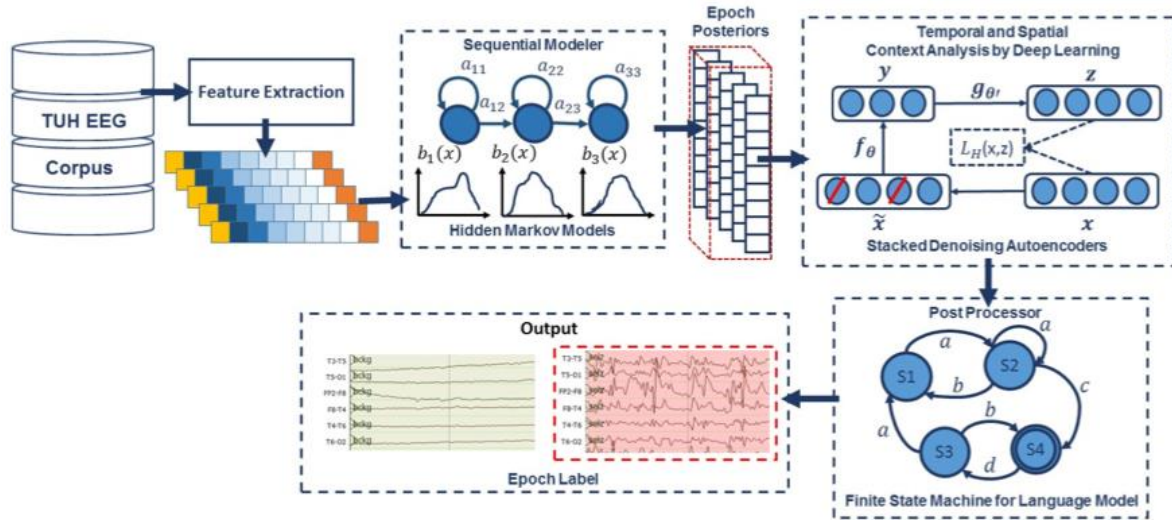 TUH EEG
Corpus
Feature Extraction
Sequential Modeler
a₁₁
a₂₂
a₃₃
a₁₂
a₂₃
b₁(x)
b₂(x)
b₃(x)
Hidden Markov Models
Epoch
Posteriors
Temporal and Spatial
Context Analysis by Deep Learning
y
z
g_θ′
f_θ
L_H(x,z)
x̃
x
Stacked Denoising Autoencoders
Post Processor
a
a
S1
S2
b
c
b
a
S3
S4
d
Finite State Machine for Language Model
Output
T3-T5 bckg
T5-O1 bckg
FP2-F8 bckg
F8-T4 bckg
T4-T6 bckg
T6-O2 bckg
T3-T5
T5-O1
FP2-F8
F8-T4
T4-T6
T6-O2
Epoch Label